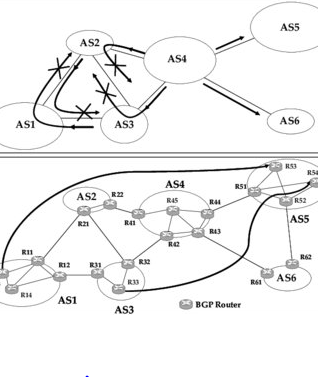 AS5
AS2
AS4
AS1
AS3
AS6
R53
R54
AS4
R51
AS2
R22
R45
R44
R52
R41
AS5
R21
R42
R43
R11
R32
R62
R12
R31
R61
AS6
R14
R33
AS1
AS3
BGP Router